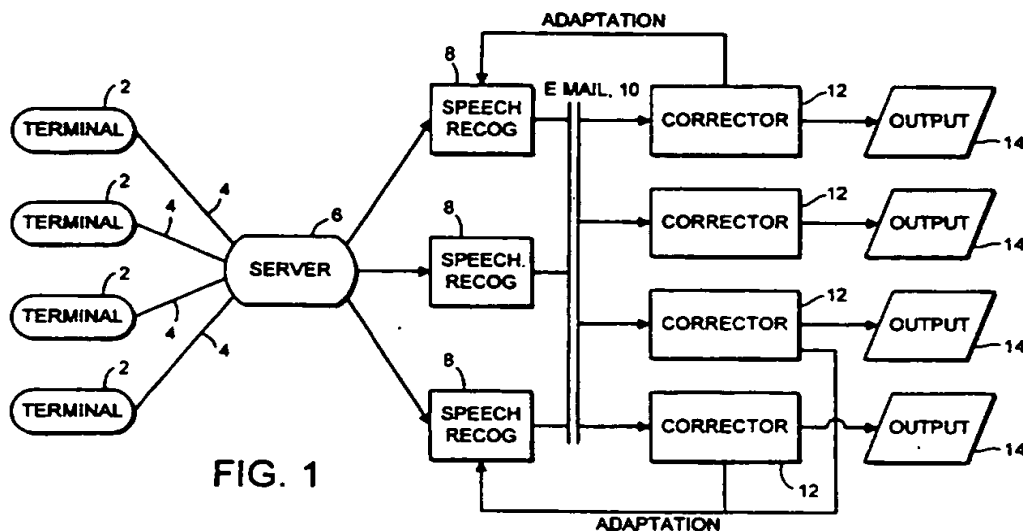 ADAPTATION
8
2
TERMINAL
4
SPEECH
RECOG
E MAIL, 10
CORRECTOR
12
OUTPUT
14
2
TERMINAL
4
6
SERVER
8
SPEECH.
RECOG
CORRECTOR
12
OUTPUT
14
2
TERMINAL
4
CORRECTOR
12
OUTPUT
14
2
TERMINAL
4
8
SPEECH
RECOG
CORRECTOR
12
OUTPUT
14
FIG. 1
ADAPTATION